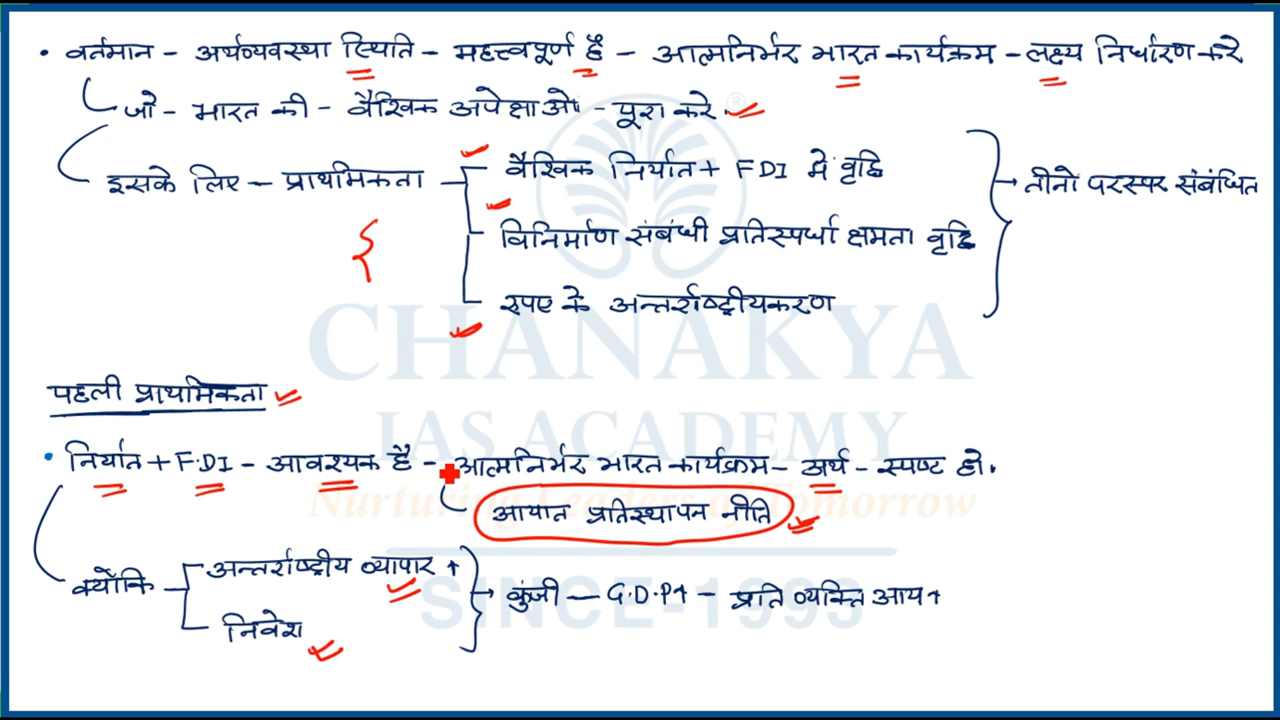 • वर्तमान - अर्थव्यवस्था स्थिति - महत्त्वपूर्ण है - आत्मनिर्भर भारत कार्यक्रम - लक्ष्य निर्धारण करे
जो - भारत की - वैश्विक अपेक्षाओं - पूरा करे.
इसके लिए - प्राथमिकता
वैश्विक निर्यात + FDI में वृद्धि
विनिर्माण संबंधी प्रतिस्पर्धा क्षमता वृद्धि
रुपए के अन्तर्राष्ट्रीयकरण
तीनो परस्पर संबंधित
CHANAKYA
IAS ACADEMY
Nurturing Leaders of Tomorrow
SINCE-1993
पहली प्राथमिकता
• निर्यात + F.DI - आवश्यक है - आत्मनिर्भर भारत कार्यक्रम - अर्थ - स्पष्ट हो.
आयात प्रतिस्थापन नीति
क्योंकि
अन्तर्राष्ट्रीय व्यापार ↑
निवेश
→ कुंजी — G.D.P↑ - प्रति व्यक्ति आय ↑